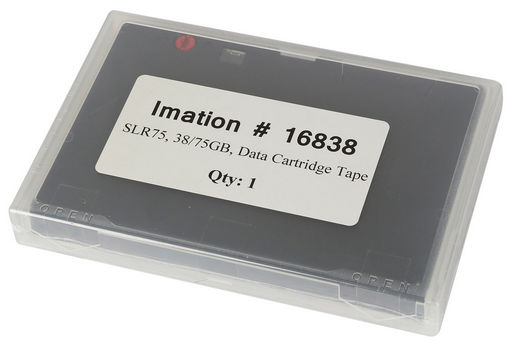 Imation # 16838
SLR75, 38/75GB, Data Cartridge Tape
Qty: 1
OPEN
OPEN